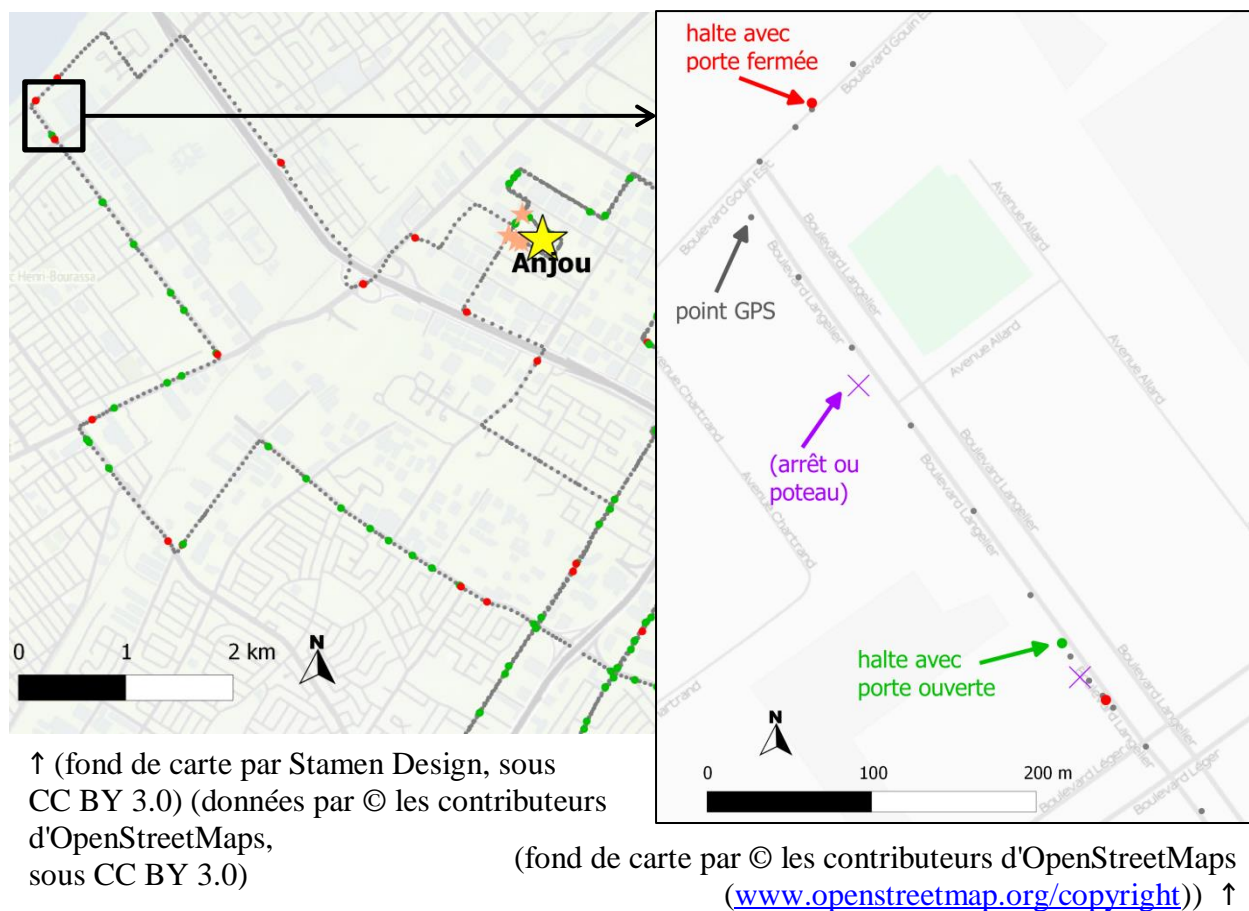 c Henri-Bourassa
Anjou
0 1 2 km
N
halte avec
porte fermée
Boulevard Gouin Est
Boulevard Gouin Est
point GPS
Avenue Allard
Boulevard Langelier
Boulevard Langelier
Avenue Allard
Avenue Allard
(arrêt ou
poteau)
Avenue Chartrand
Avenue Chartrand
Boulevard Langelier
Boulevard Langelier
halte avec
porte ouverte
Boulevard Langelier
Boulevard Léger
Boulevard Léger
Chartrand
N
0 100 200 m
↑ (fond de carte par Stamen Design, sous
CC BY 3.0) (données par © les contributeurs
d'OpenStreetMaps,
sous CC BY 3.0)
(fond de carte par © les contributeurs d'OpenStreetMaps
(www.openstreetmap.org/copyright)) ↑